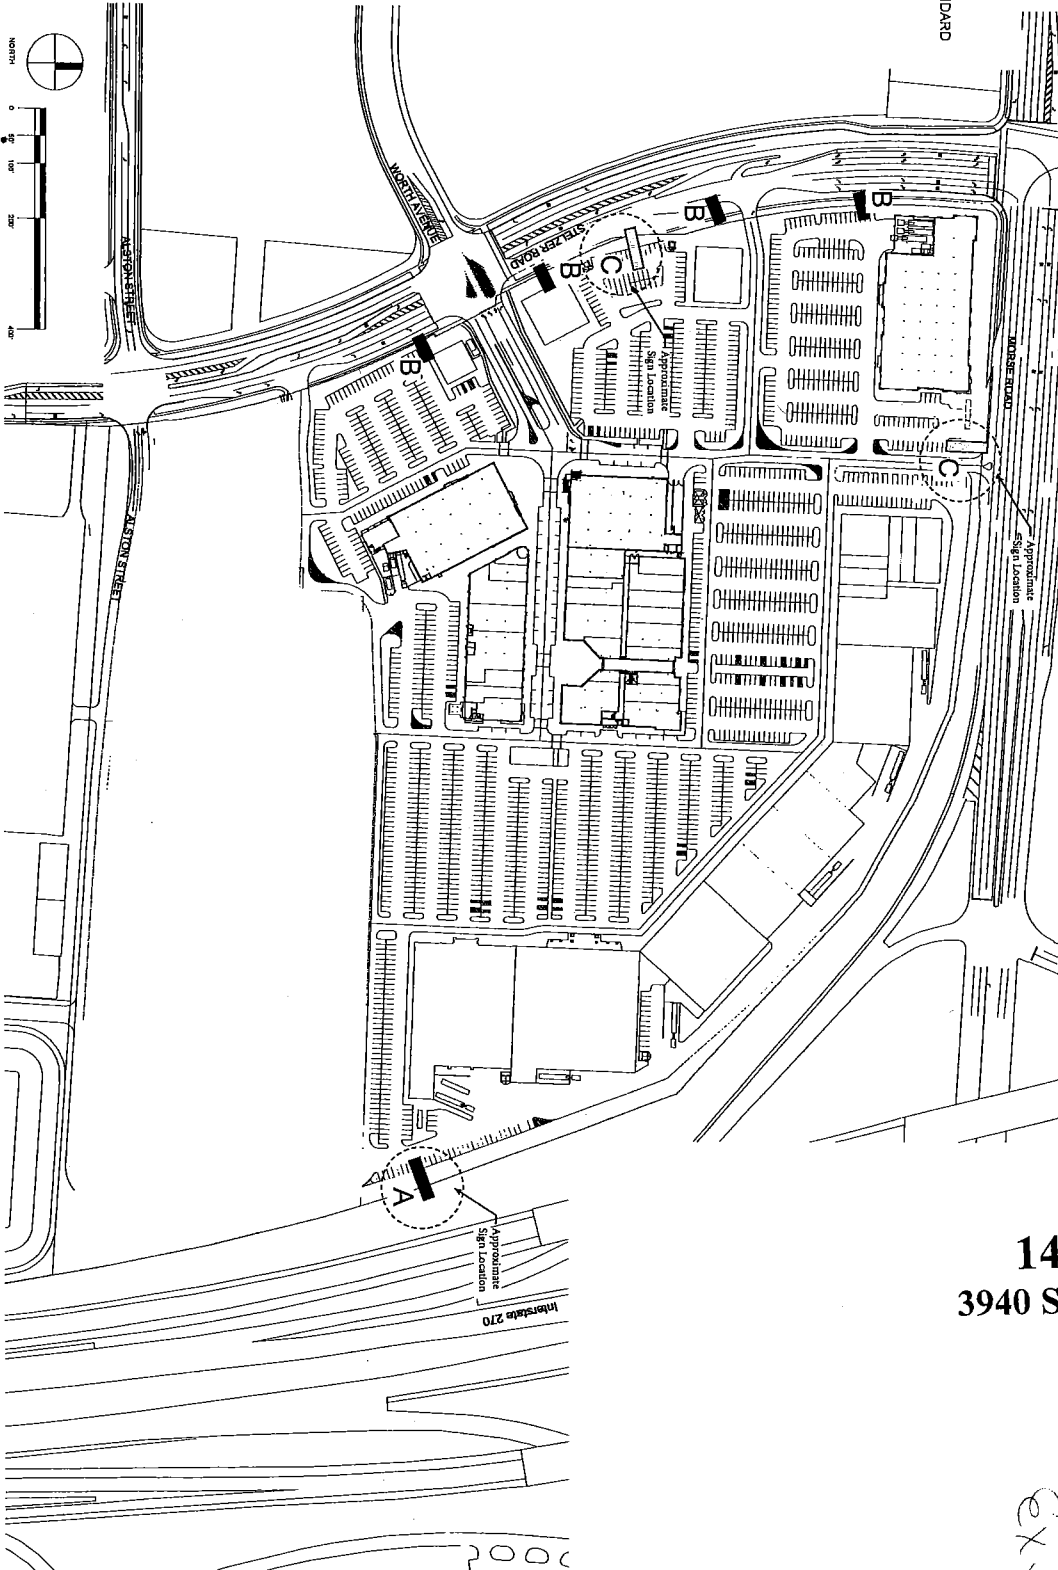 DARD
NORTH
0
50'
100'
200'
400'
ALSTON STREET
WORTH AVENUE
STELZER ROAD
MORSE ROAD
B
B
B
B
C
Approximate
Sign Location
C
Approximate
Sign Location
ALSTON STREET
A
Approximate
Sign Location
Interstate 270
14
3940 S
Ex